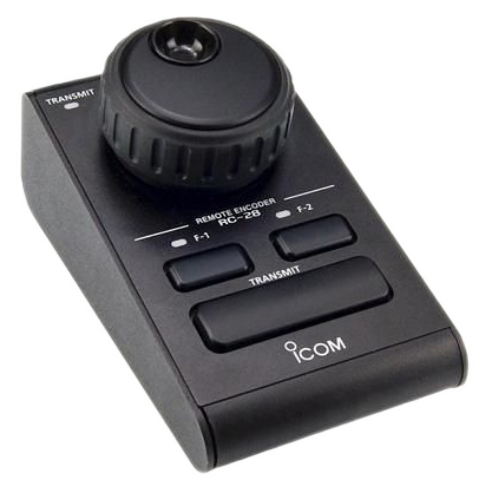 TRANSMIT
REMOTE ENCODER
RC-28
F-1
F-2
TRANSMIT
ICOM